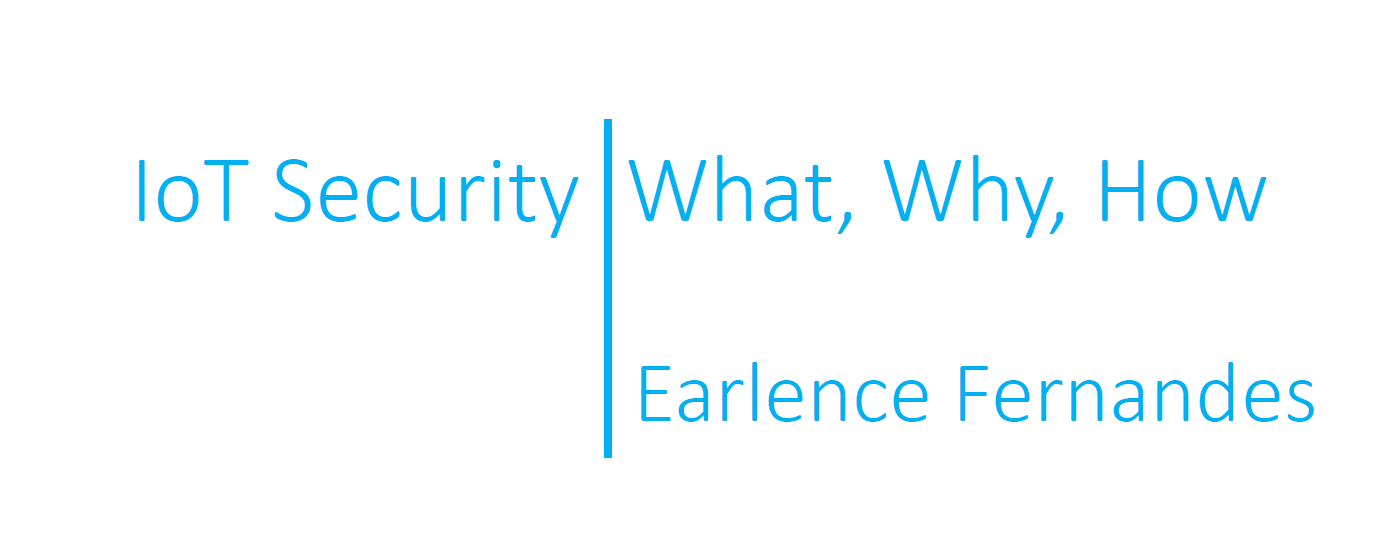 IoT Security
What, Why, How
Earlence Fernandes